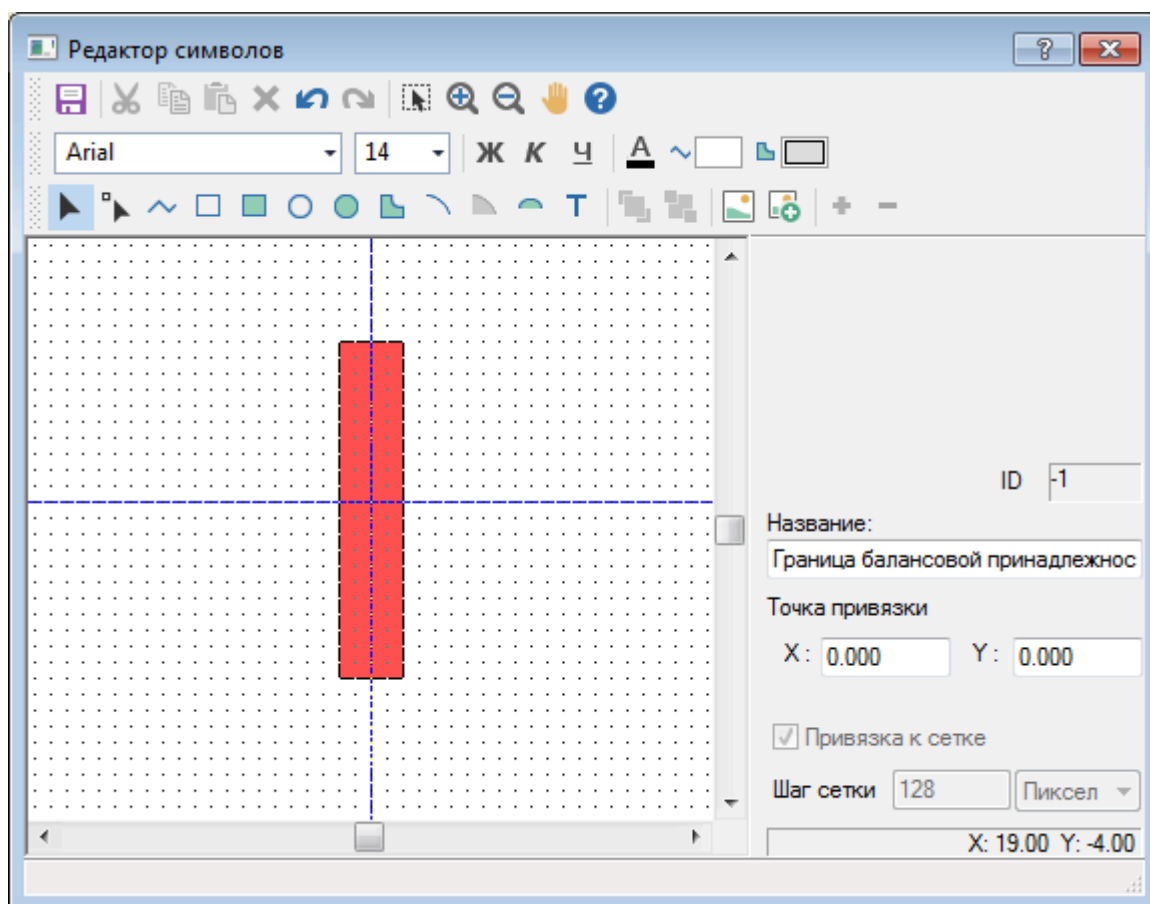 Редактор символов
Arial 14 Ж К Ч A T
ID -1
Название:
Граница балансовой принадлежнос
Точка привязки
X: 0.000 Y: 0.000
Привязка к сетке
Шаг сетки 128 Пиксел
X: 19.00 Y: -4.00